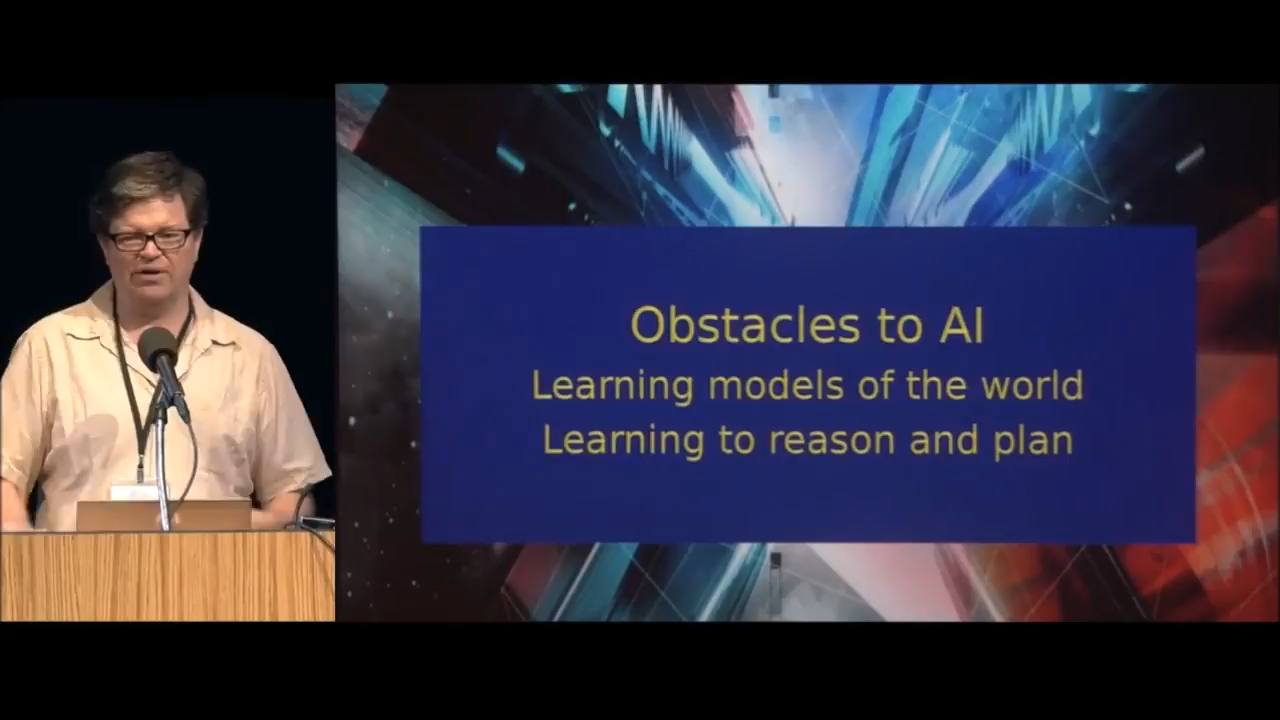 Obstacles to AI
Learning models of the world
Learning to reason and plan